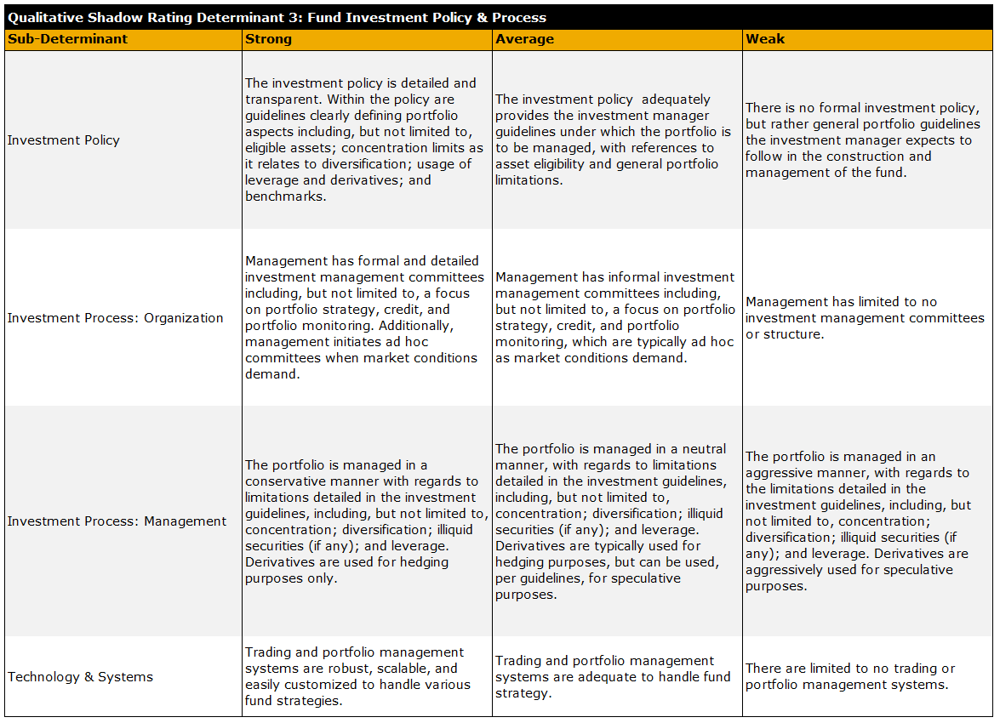 Qualitative Shadow Rating Determinant 3: Fund Investment Policy & Process
Sub-Determinant
Strong
Average
Weak
Investment Policy
The investment policy is detailed and
transparent. Within the policy are
guidelines clearly defining portfolio
aspects including, but not limited to,
eligible assets; concentration limits as
it relates to diversification; usage of
leverage and derivatives; and
benchmarks.
The investment policy  adequately
provides the investment manager
guidelines under which the portfolio is
to be managed, with references to
asset eligibility and general portfolio
limitations.
There is no formal investment policy,
but rather general portfolio guidelines
the investment manager expects to
follow in the construction and
management of the fund.
Investment Process: Organization
Management has formal and detailed
investment management committees
including, but not limited to, a focus
on portfolio strategy, credit, and
portfolio monitoring. Additionally,
management initiates ad hoc
committees when market conditions
demand.
Management has informal investment
management committees including,
but not limited to, a focus on portfolio
strategy, credit, and portfolio
monitoring, which are typically ad hoc
as market conditions demand.
Management has limited to no
investment management committees
or structure.
Investment Process: Management
The portfolio is managed in a
conservative manner with regards to
limitations detailed in the investment
guidelines, including, but not limited to,
concentration; diversification; illiquid
securities (if any); and leverage.
Derivatives are used for hedging
purposes only.
The portfolio is managed in a neutral
manner, with regards to limitations
detailed in the investment guidelines,
including, but not limited to,
concentration; diversification; illiquid
securities (if any); and leverage.
Derivatives are typically used for
hedging purposes, but can be used,
per guidelines, for speculative
purposes.
The portfolio is managed in an
aggressive manner, with regards to
the limitations detailed in the
investment guidelines, including, but
not limited to, concentration;
diversification; illiquid securities (if
any); and leverage. Derivatives are
aggressively used for speculative
purposes.
Technology & Systems
Trading and portfolio management
systems are robust, scalable, and
easily customized to handle various
fund strategies.
Trading and portfolio management
systems are adequate to handle fund
strategy.
There are limited to no trading or
portfolio management systems.